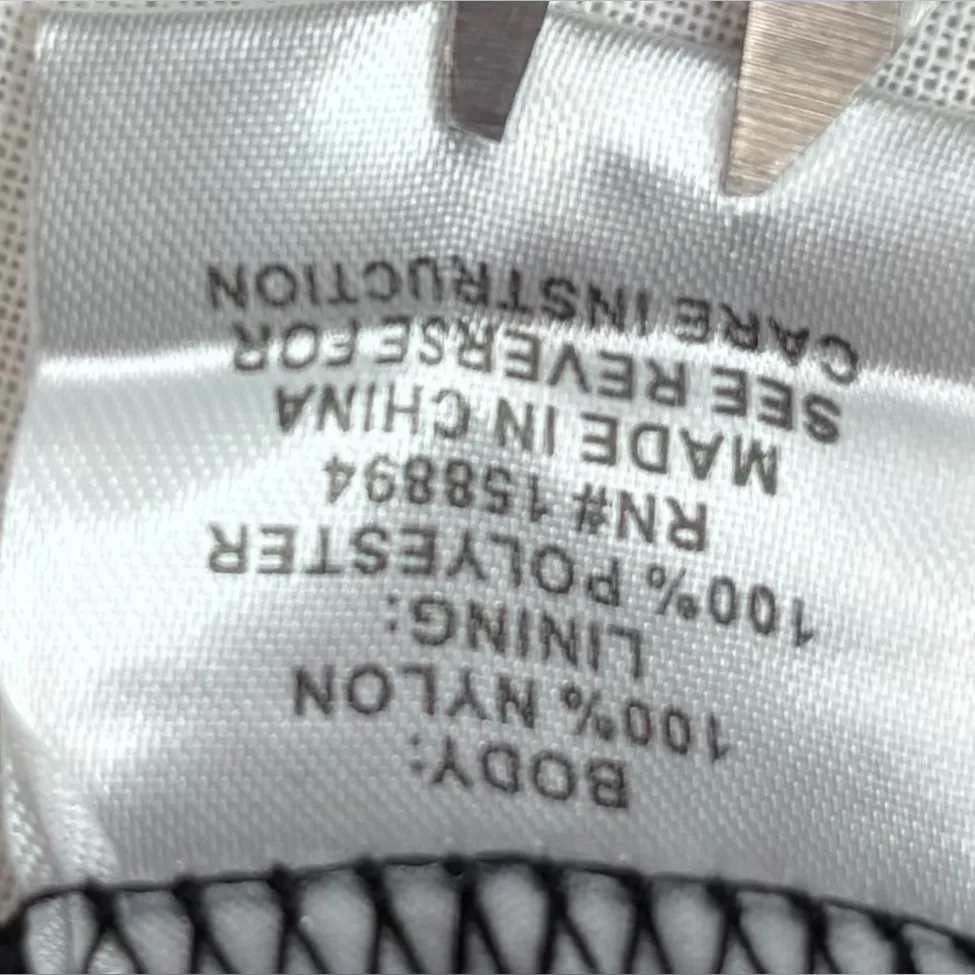 BODY:
100% NYLON
LINING:
100% POLYESTER
RN# 158894
MADE IN CHINA
SEE REVERSE FOR
CARE INSTRUCTION